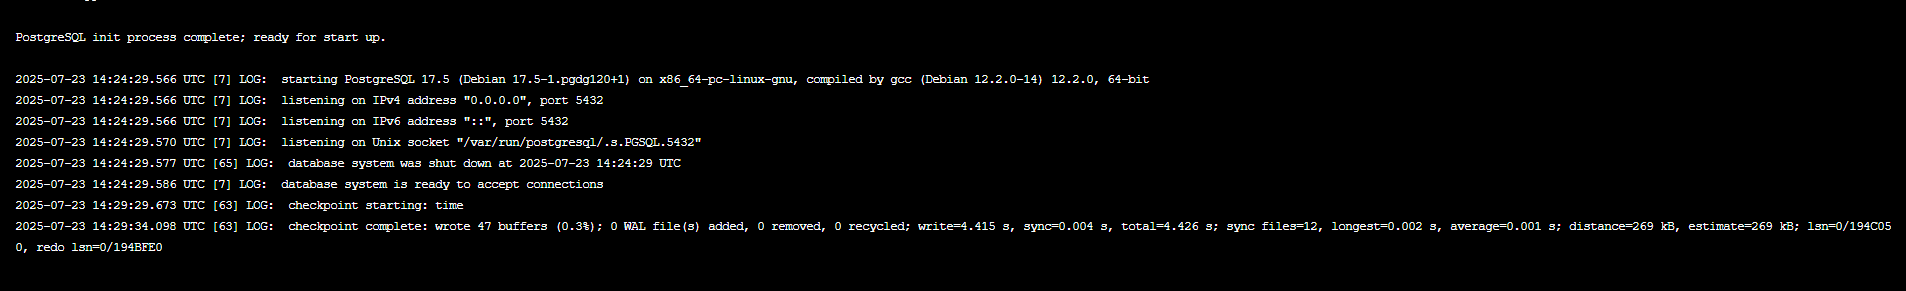 PostgreSQL init process complete; ready for start up.
2025-07-23 14:24:29.566 UTC [7] LOG:  starting PostgreSQL 17.5 (Debian 17.5-1.pgdg120+1) on x86_64-pc-linux-gnu, compiled by gcc (Debian 12.2.0-14) 12.2.0, 64-bit
2025-07-23 14:24:29.566 UTC [7] LOG:  listening on IPv4 address "0.0.0.0", port 5432
2025-07-23 14:24:29.566 UTC [7] LOG:  listening on IPv6 address "::", port 5432
2025-07-23 14:24:29.570 UTC [7] LOG:  listening on Unix socket "/var/run/postgresql/.s.PGSQL.5432"
2025-07-23 14:24:29.577 UTC [65] LOG:  database system was shut down at 2025-07-23 14:24:29 UTC
2025-07-23 14:24:29.586 UTC [7] LOG:  database system is ready to accept connections
2025-07-23 14:29:29.673 UTC [63] LOG:  checkpoint starting: time
2025-07-23 14:29:34.098 UTC [63] LOG:  checkpoint complete: wrote 47 buffers (0.3%); 0 WAL file(s) added, 0 removed, 0 recycled; write=4.415 s, sync=0.004 s, total=4.426 s; sync files=12, longest=0.002 s, average=0.001 s; distance=269 kB, estimate=269 kB; lsn=0/194C05
0, redo lsn=0/194BFE0